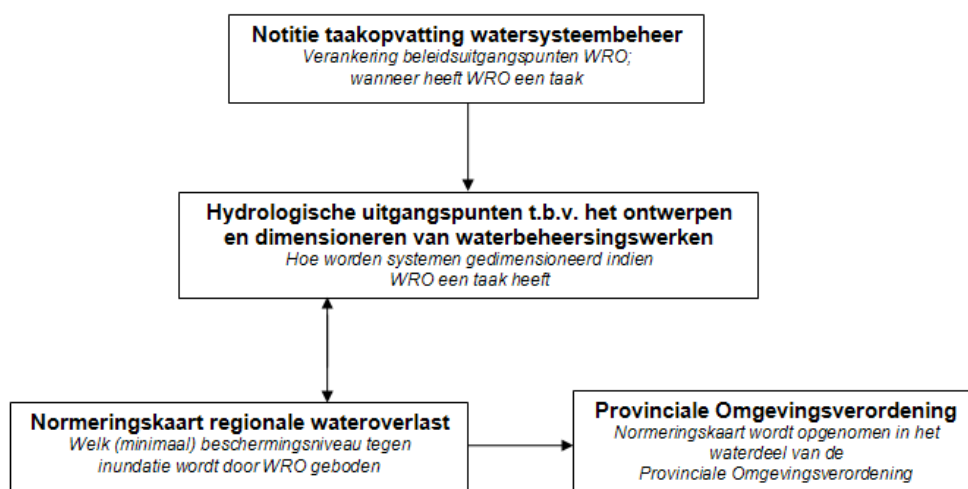 Notitie taakopvatting watersysteembeheer
Verankering beleidsuitgangspunten WRO;
wanneer heeft WRO een taak
Hydrologische uitgangspunten t.b.v. het ontwerpen
en dimensioneren van waterbeheersingswerken
Hoe worden systemen gedimensioneerd indien
WRO een taak heeft
Normeringskaart regionale wateroverlast
Welk (minimaal) beschermingsniveau tegen
inundatie wordt door WRO geboden
Provinciale Omgevingsverordening
Normeringskaart wordt opgenomen in het
waterdeel van de
Provinciale Omgevingsverordening